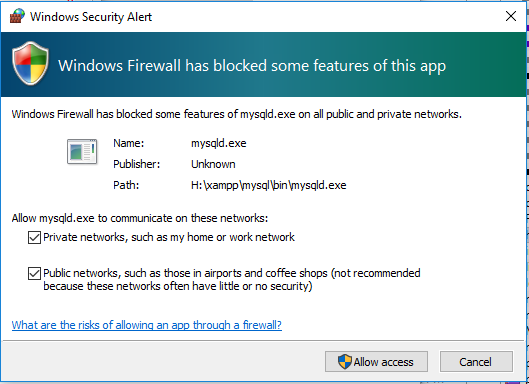 Windows Security Alert
Windows Firewall has blocked some features of this app
Windows Firewall has blocked some features of mysqld.exe on all public and private networks.
Name: mysqld.exe
Publisher: Unknown
Path: H:\xampp\mysql\bin\mysqld.exe
Allow mysqld.exe to communicate on these networks:
Private networks, such as my home or work network
Public networks, such as those in airports and coffee shops (not recommended
because these networks often have little or no security)
What are the risks of allowing an app through a firewall?
Allow access Cancel